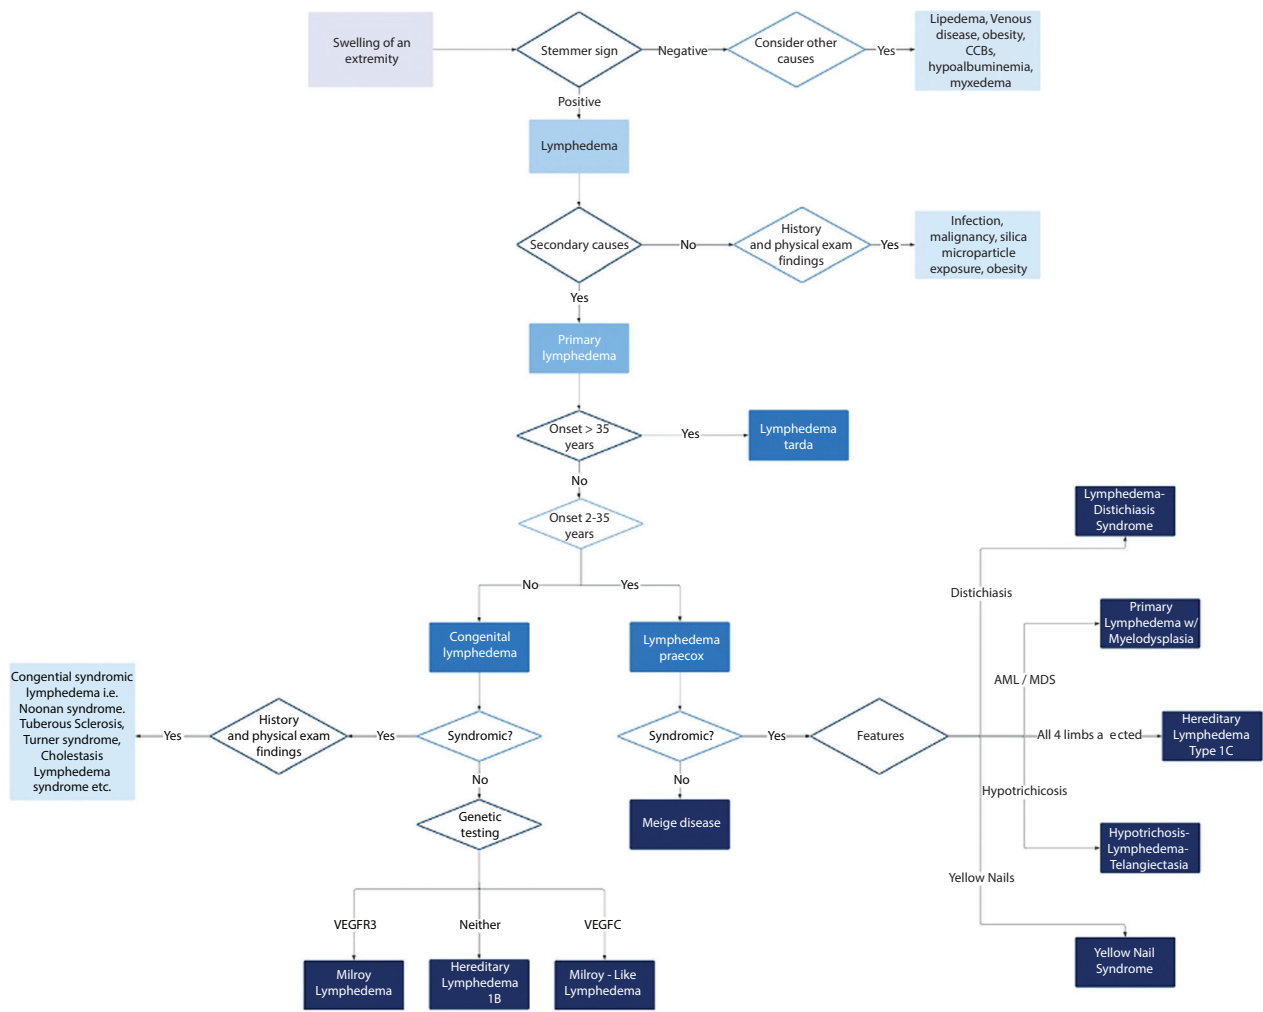 Swelling of an
extremity
Stemmer sign
Negative
Consider other
causes
Yes
Lipedema, Venous
disease, obesity,
CCBs,
hypoalbuminemia,
myxedema
Positive
Lymphedema
Secondary causes
No
History
and physical exam
findings
Yes
Infection,
malignancy, silica
microparticle
exposure, obesity
Yes
Primary
lymphedema
Onset > 35
years
Yes
Lymphedema
tarda
No
Onset 2-35
years
No
Yes
Congenital
lymphedema
Lymphedema
praecox
Syndromic?
Yes
History
and physical exam
findings
Yes
Congential syndromic
lymphedema i.e.
Noonan syndrome.
Tuberous Sclerosis,
Turner syndrome,
Cholestasis
Lymphedema
syndrome etc.
No
Genetic
testing
VEGFR3
Neither
VEGFC
Milroy
Lymphedema
Hereditary
Lymphedema
1B
Milroy - Like
Lymphedema
Syndromic?
No
Meige disease
Yes
Features
Distichiasis
Lymphedema-
Distichiasis
Syndrome
AML / MDS
Primary
Lymphedema w/
Myelodysplasia
All 4 limbs a ected
Hereditary
Lymphedema
Type 1C
Hypotrichicosis
Hypotrichosis-
Lymphedema-
Telangiectasia
Yellow Nails
Yellow Nail
Syndrome